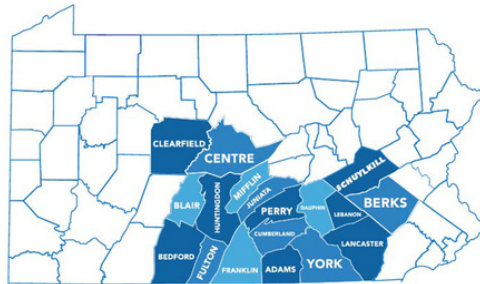 CLEARFIELD
CENTRE
SCHUYLKILL
MIFFLIN
HUNTINGDON
JUNIATA
BLAIR
BERKS
PERRY
DAUPHIN
LEBANON
CUMBERLAND
LANCASTER
BEDFORD
FULTON
FRANKLIN
ADAMS
YORK